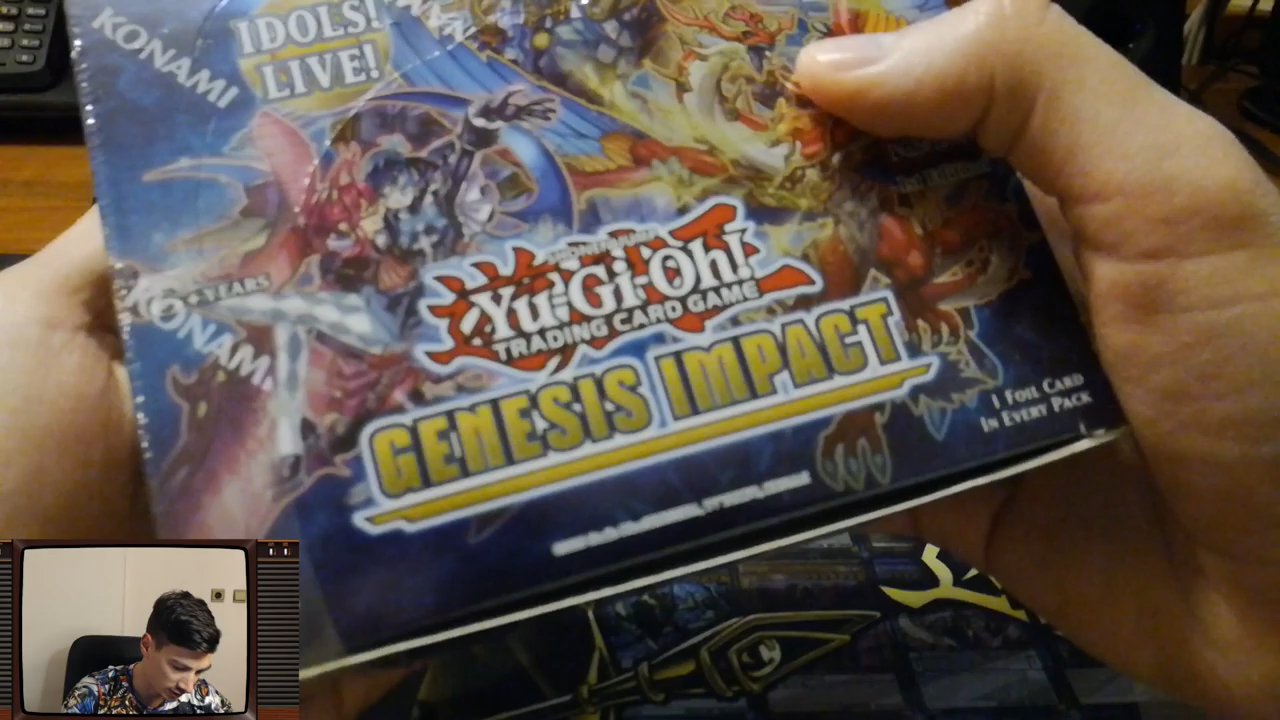 KONAMI
IDOLS!
LIVE!
+ YEARS
KONAMI
Yu-Gi-Oh!
TRADING CARD GAME
GENESIS IMPACT
1 FOIL CARD
IN EVERY PACK